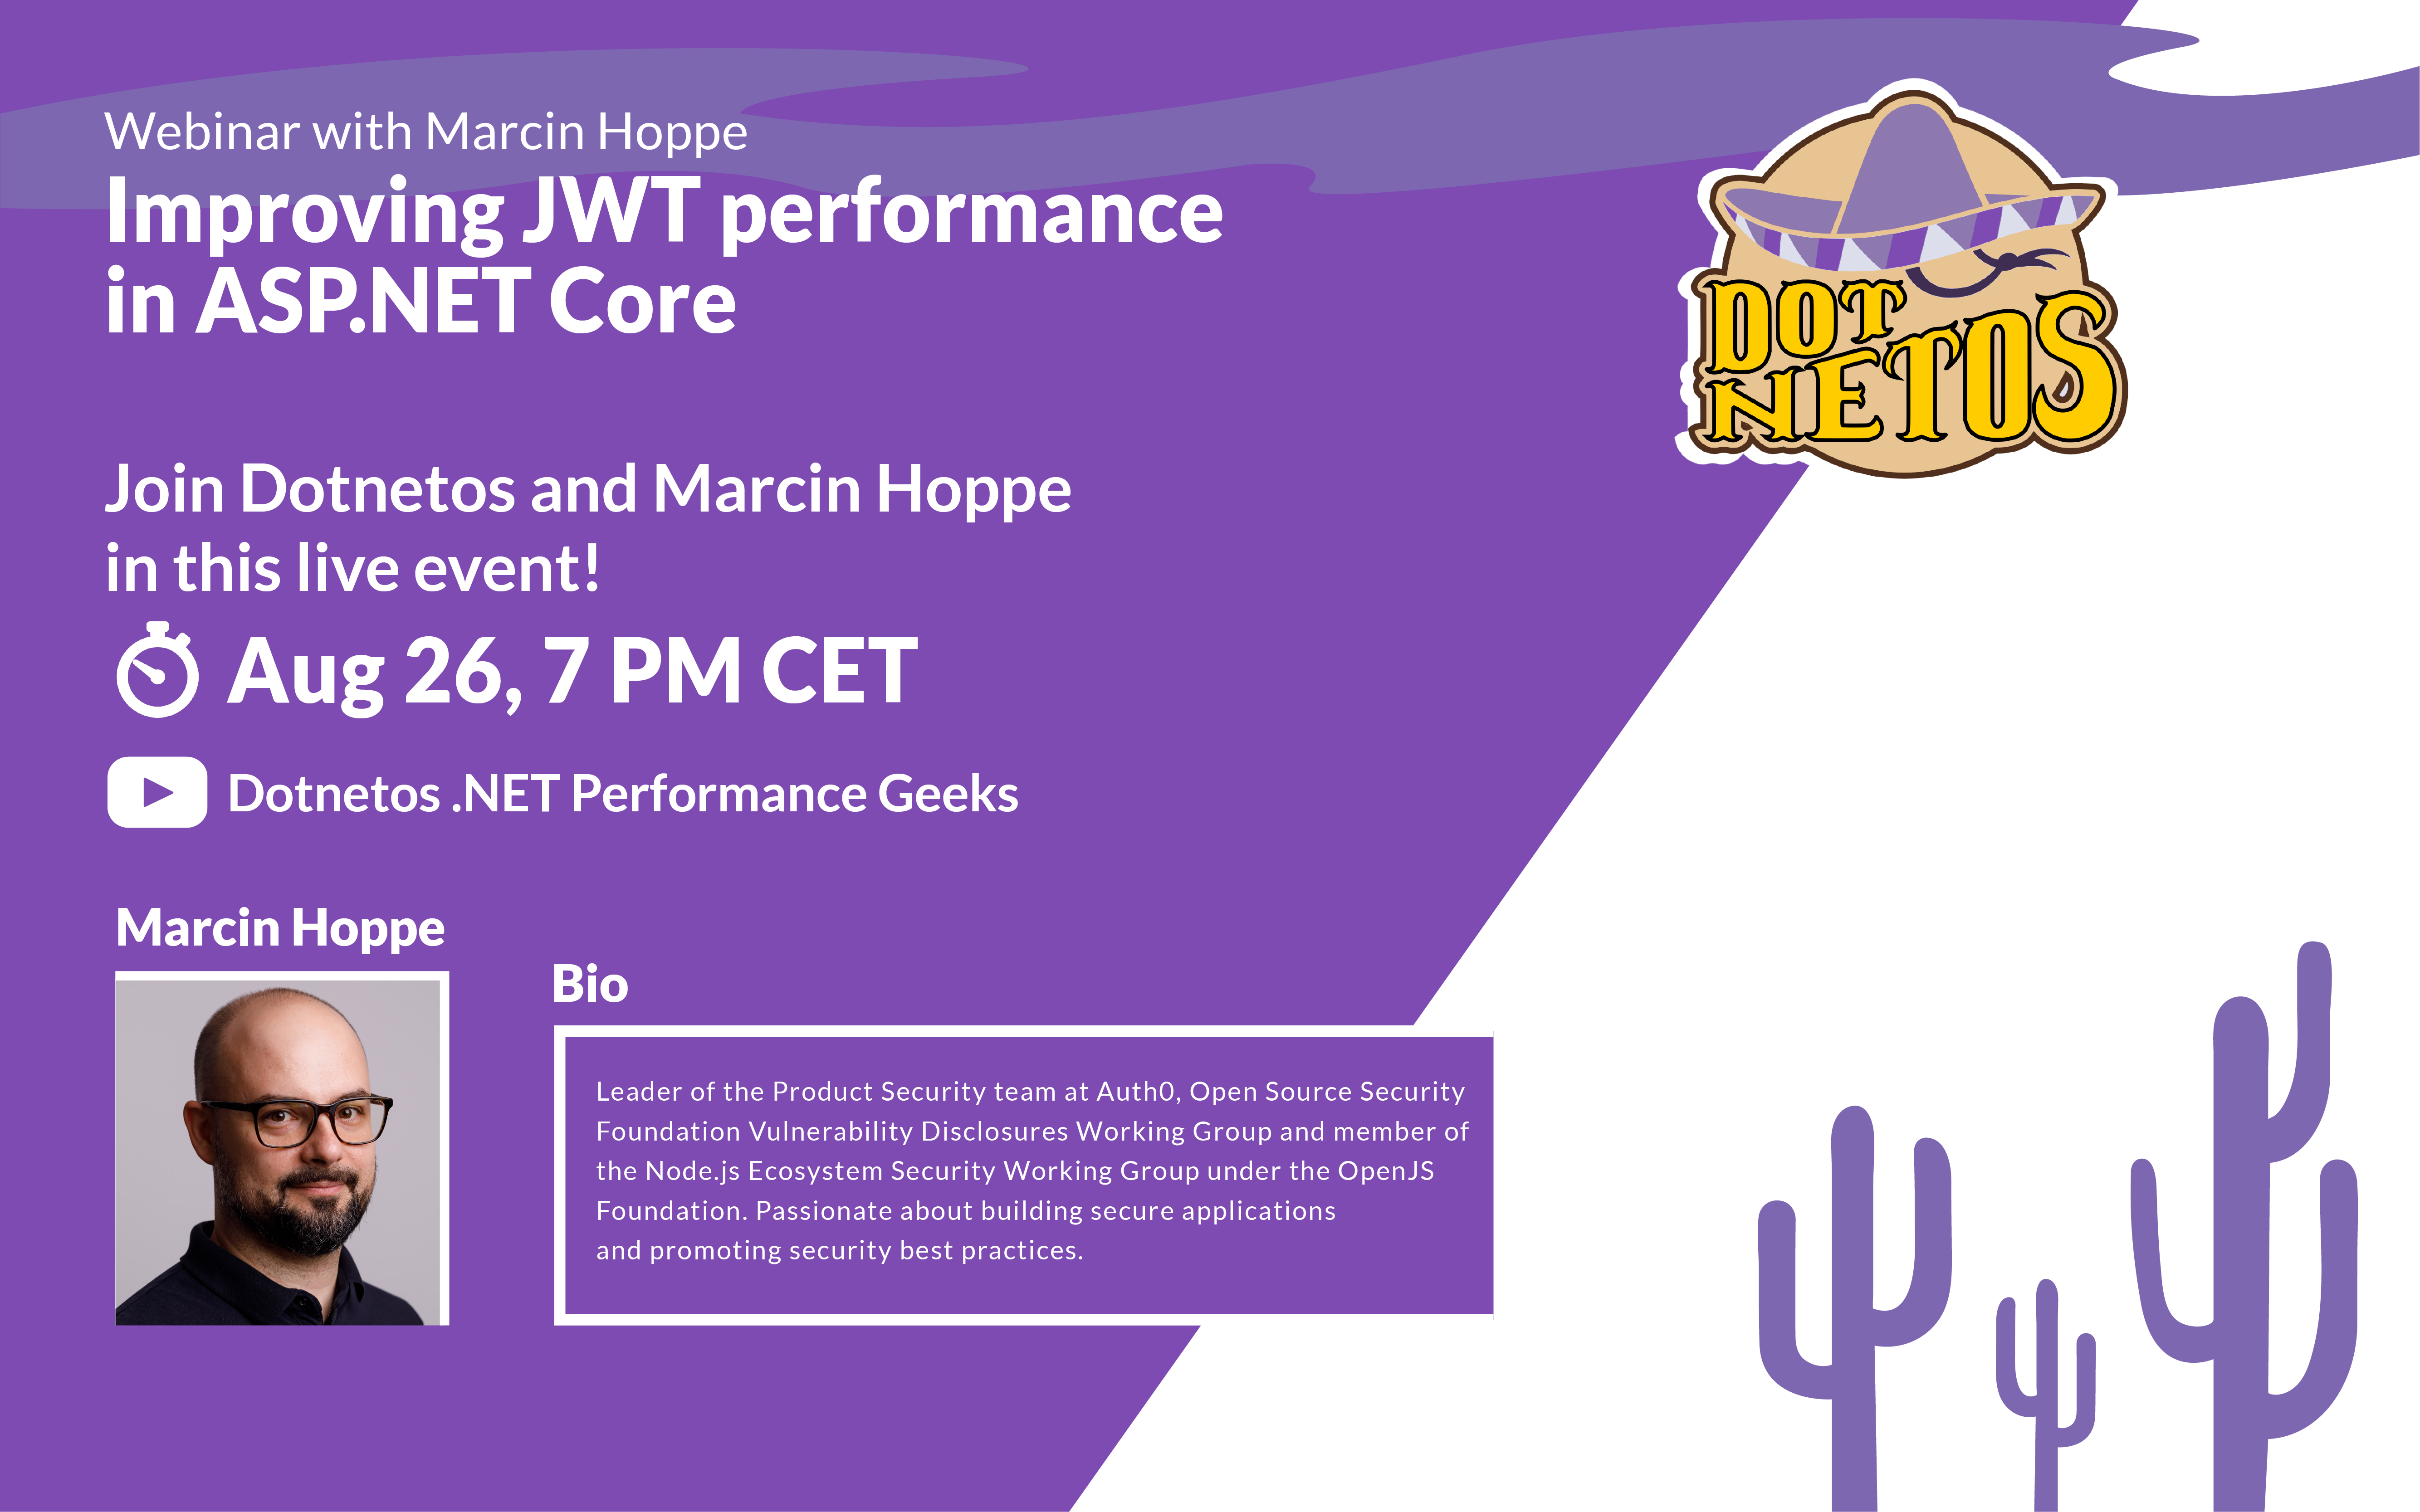 Webinar with Marcin Hoppe
Improving JWT performance
in ASP.NET Core
DOT
NETOS
Join Dotnetos and Marcin Hoppe
in this live event!
Aug 26, 7 PM CET
Dotnetos .NET Performance Geeks
Marcin Hoppe
Bio
Leader of the Product Security team at Auth0, Open Source Security
Foundation Vulnerability Disclosures Working Group and member of
the Node.js Ecosystem Security Working Group under the OpenJS
Foundation. Passionate about building secure applications
and promoting security best practices.